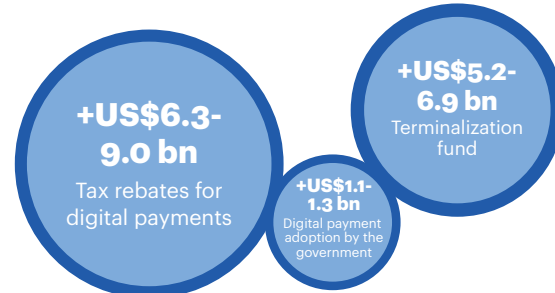 +US$6.3-
9.0 bn
Tax rebates for
digital payments
+US$1.1-
1.3 bn
Digital payment
adoption by the
government
+US$5.2-
6.9 bn
Terminalization
fund